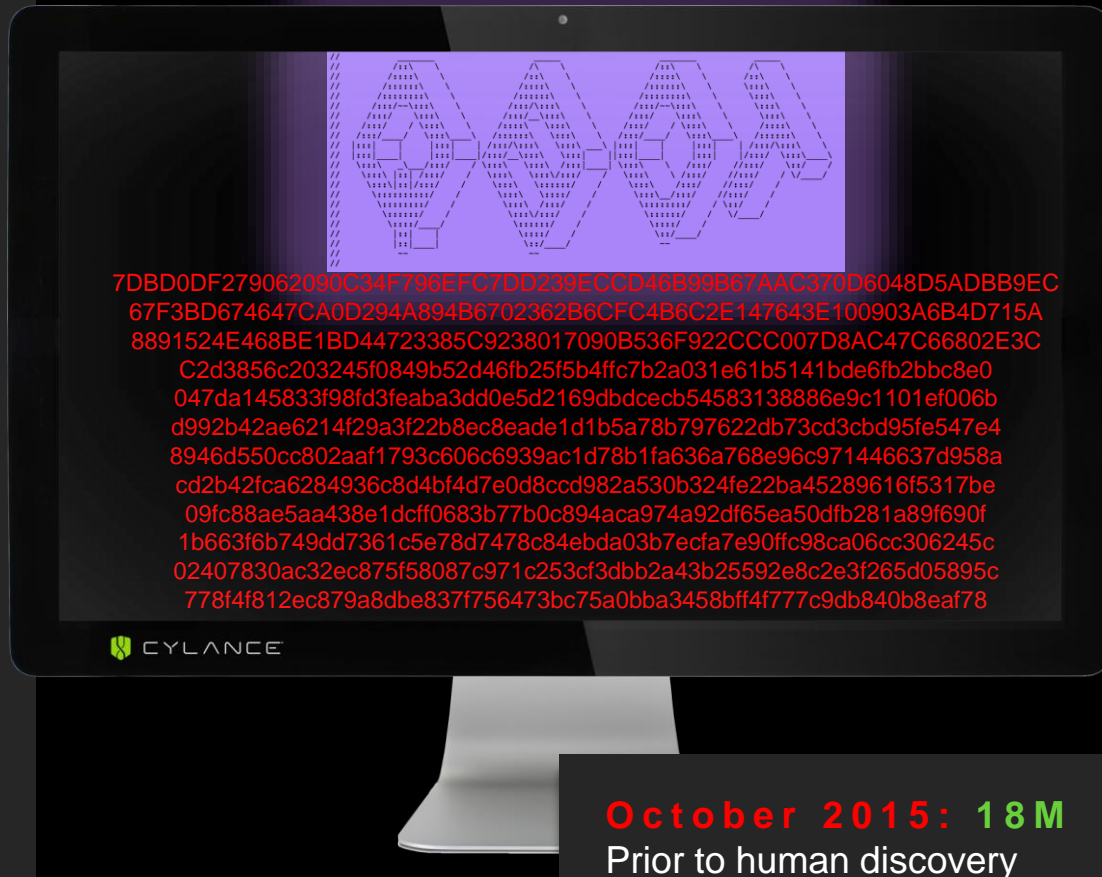 7DBD0DF279062090C34F796EFC7DD239ECCD46B99B67AAC370D6048D5ADBB9EC
67F3BD674647CA0D294A894B6702362B6CFC4B6C2E147643E100903A6B4D715A
8891524E468BE1BD44723385C9238017090B536F922CCC007D8AC47C66802E3C
C2d3856c203245f0849b52d46fb25f5b4ffc7b2a031e61b5141bde6fb2bbc8e0
047da145833f98fd3feaba3dd0e5d2169dbdcecb54583138886e9c1101ef006b
d992b42ae6214f29a3f22b8ec8eade1d1b5a78b797622db73cd3cbd95fe547e4
8946d550cc802aaf1793c606c6939ac1d78b1fa636a768e96c971446637d958a
cd2b42fca6284936c8d4bf4d7e0d8ccd982a530b324fe22ba45289616f5317be
09fc88ae5aa438e1dcff0683b77b0c894aca974a92df65ea50dfb281a89f690f
1b663f6b749dd7361c5e78d7478c84ebda03b7ecfa7e90ffc98ca06cc306245c
02407830ac32ec875f58087c971c253cf3dbb2a43b25592e8c2e3f265d05895c
778f4f812ec879a8dbe837f756473bc75a0bba3458bff4f777c9db840b8eaf78
CYLANCE
October 2015: 18M
Prior to human discovery